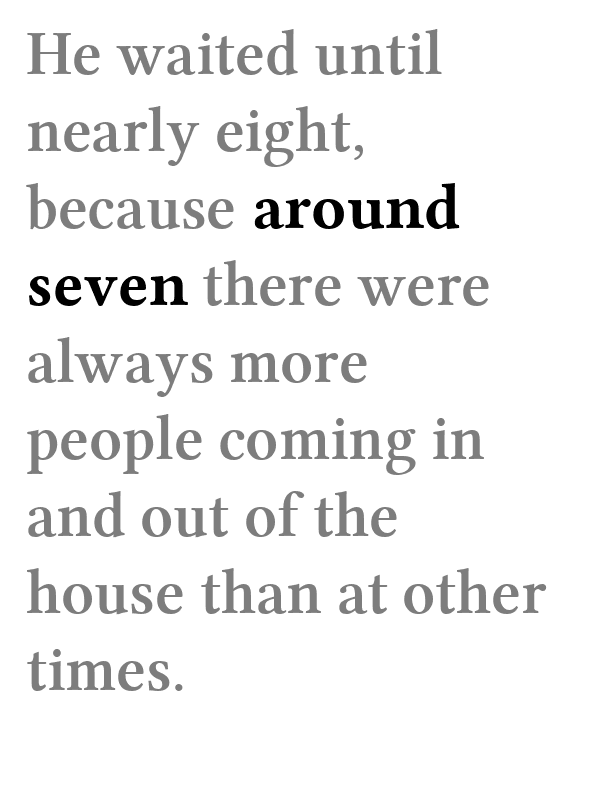 He waited until
nearly eight,
because around
seven there were
always more
people coming in
and out of the
house than at other
times.